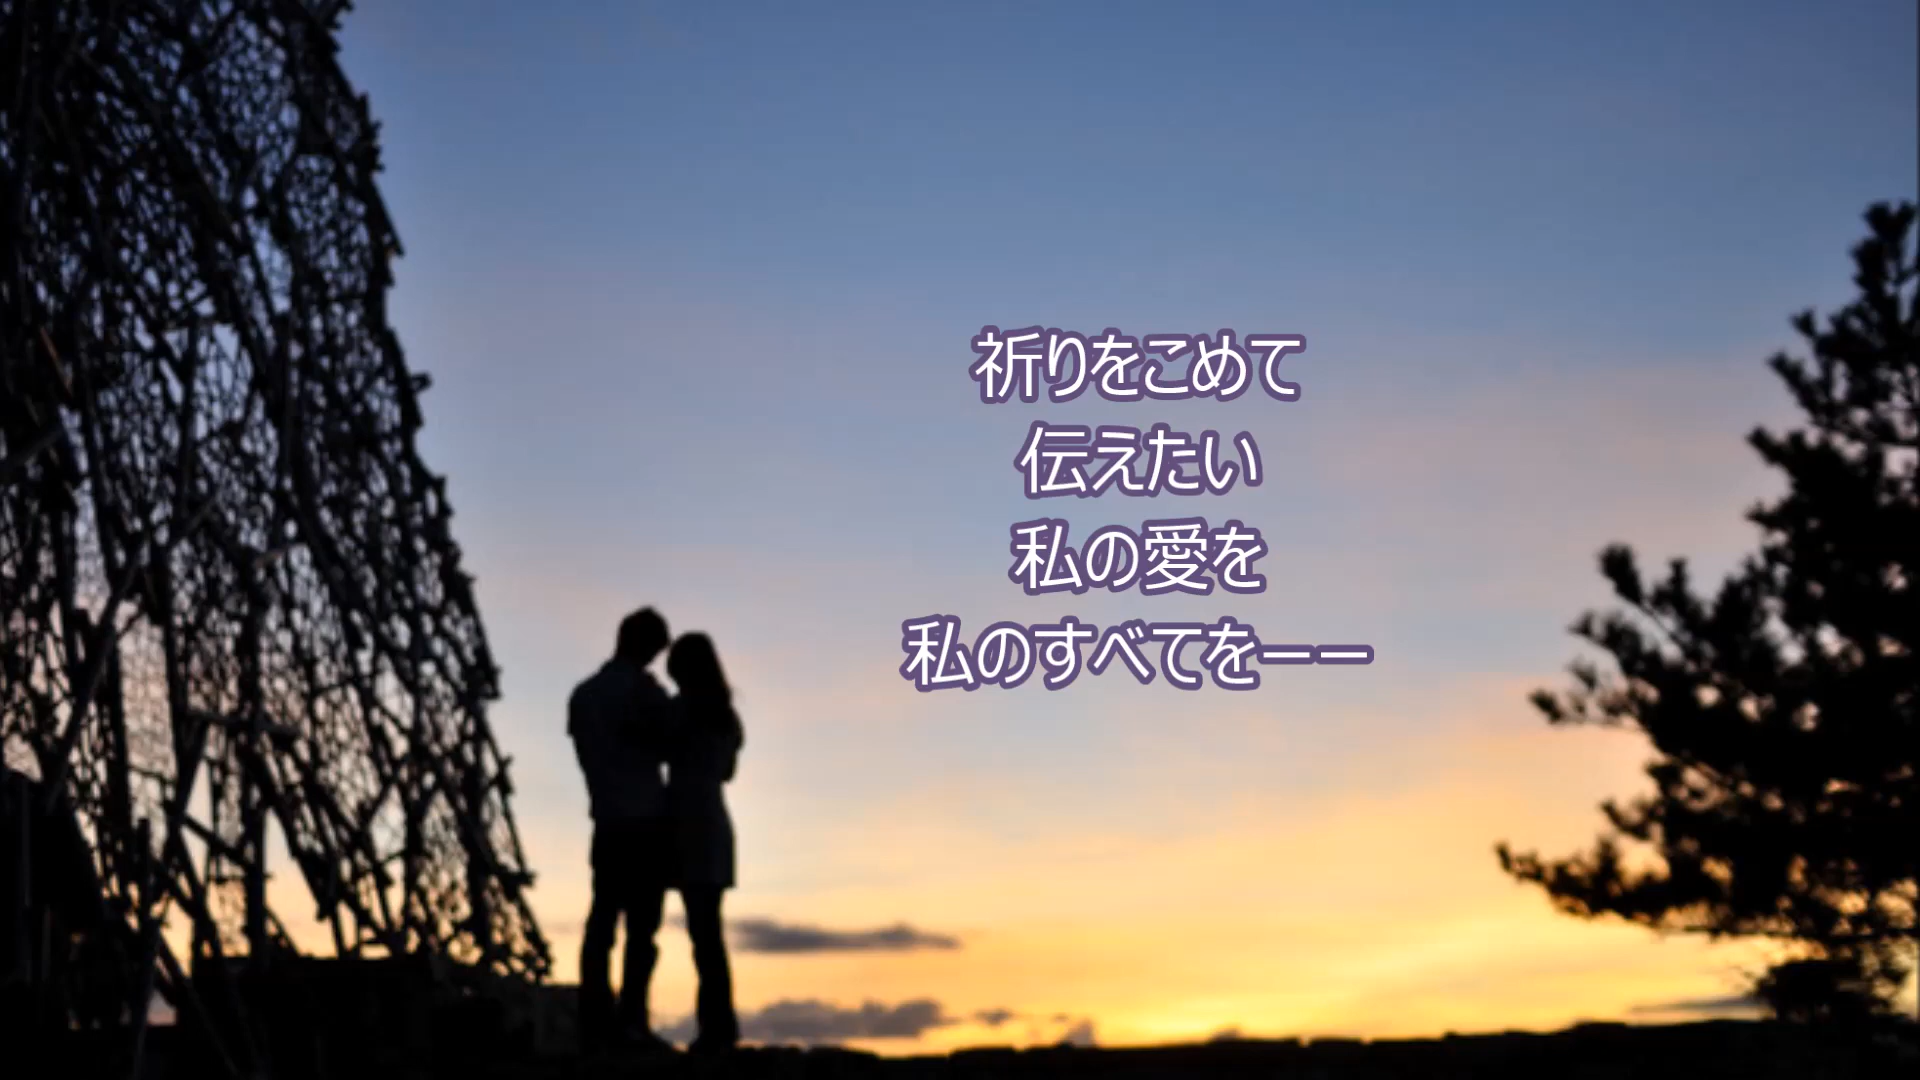 祈りをこめて
伝えたい
私の愛を
私のすべてをーー